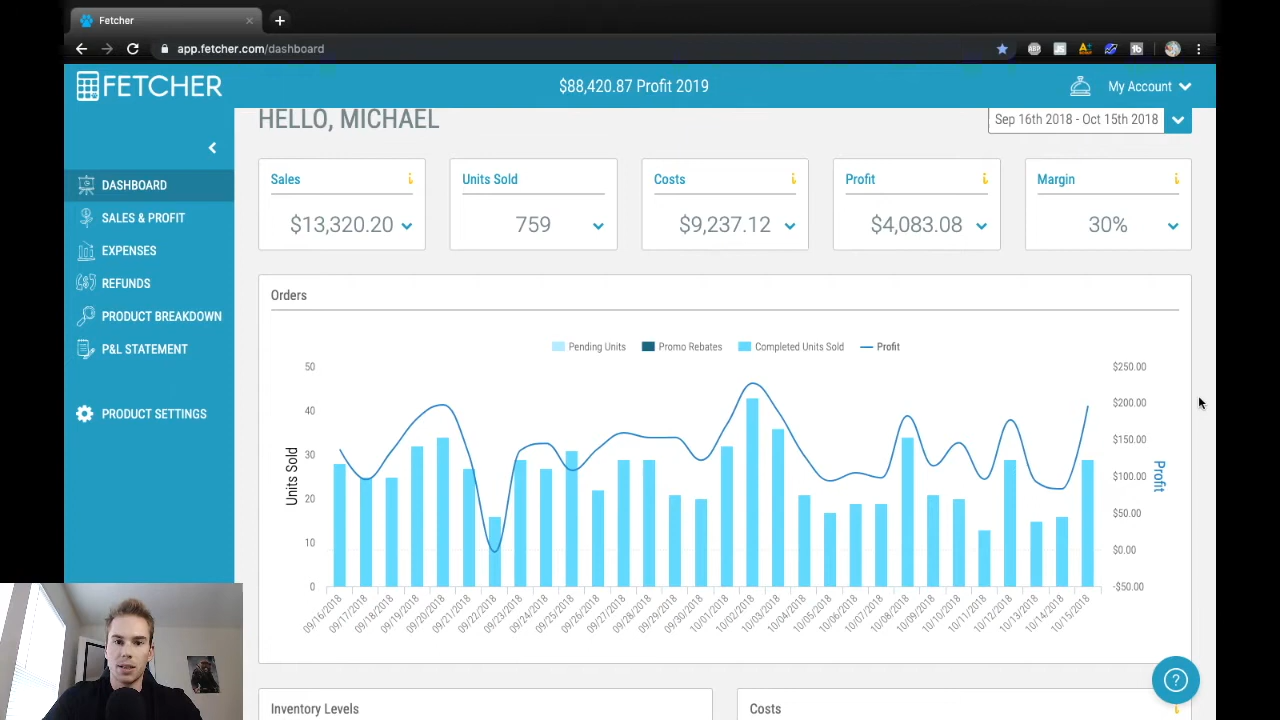 Fetcher
app.fetcher.com/dashboard
FETCHER
$88,420.87 Profit 2019
My Account
HELLO, MICHAEL
Sep 16th 2018 - Oct 15th 2018
DASHBOARD
SALES & PROFIT
EXPENSES
REFUNDS
PRODUCT BREAKDOWN
P&L STATEMENT
PRODUCT SETTINGS
Sales
$13,320.20
Units Sold
759
Costs
$9,237.12
Profit
$4,083.08
Margin
30%
Orders
Pending Units Promo Rebates Completed Units Sold Profit
50 $250.00
40 $200.00
30 $150.00
20 $100.00
10 $50.00
0 $0.00
-$50.00
Units Sold
Profit
09/16/2018 09/17/2018 09/18/2018 09/19/2018 09/20/2018 09/21/2018 09/22/2018 09/23/2018 09/24/2018 09/25/2018 09/26/2018 09/27/2018 09/28/2018 09/29/2018 09/30/2018 10/01/2018 10/02/2018 10/03/2018 10/04/2018 10/05/2018 10/06/2018 10/07/2018 10/08/2018 10/09/2018 10/10/2018 10/11/2018 10/12/2018 10/13/2018 10/14/2018 10/15/2018
Inventory Levels
Costs
?